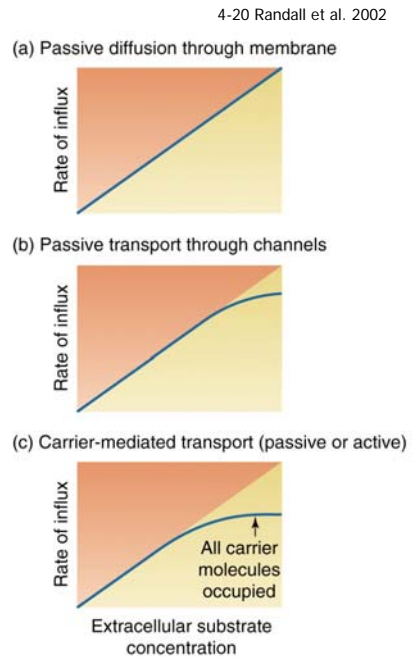 4-20 Randall et al. 2002
(a) Passive diffusion through membrane
Rate of influx
(b) Passive transport through channels
Rate of influx
(c) Carrier-mediated transport (passive or active)
Rate of influx
All carrier
molecules
occupied
Extracellular substrate
concentration